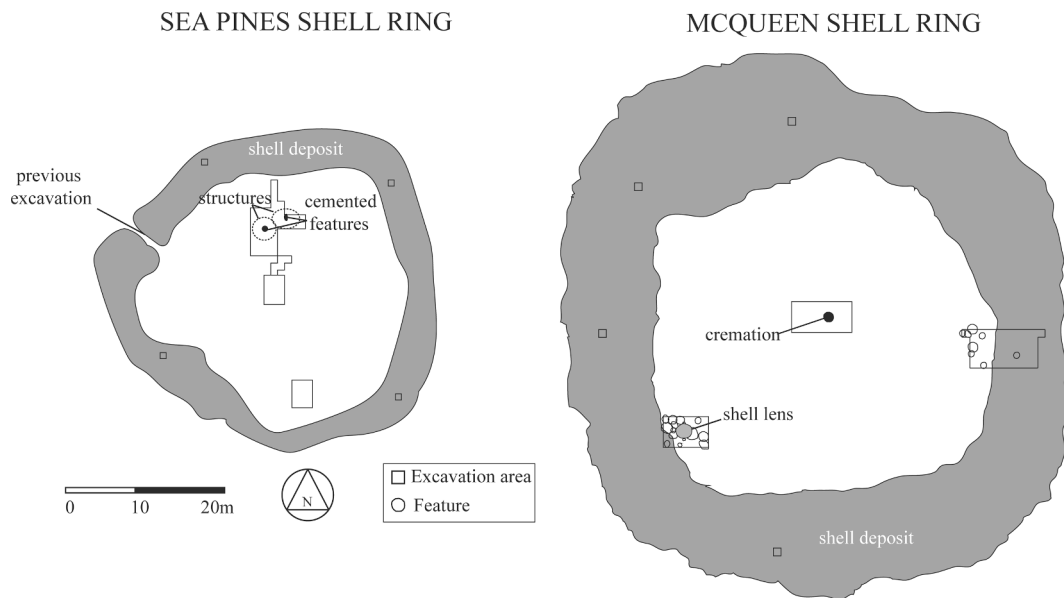 SEA PINES SHELL RING
MCQUEEN SHELL RING
shell deposit
previous
excavation
structures
cemented
features
cremation
shell lens
shell deposit
0 10 20m
N
Excavation area
Feature